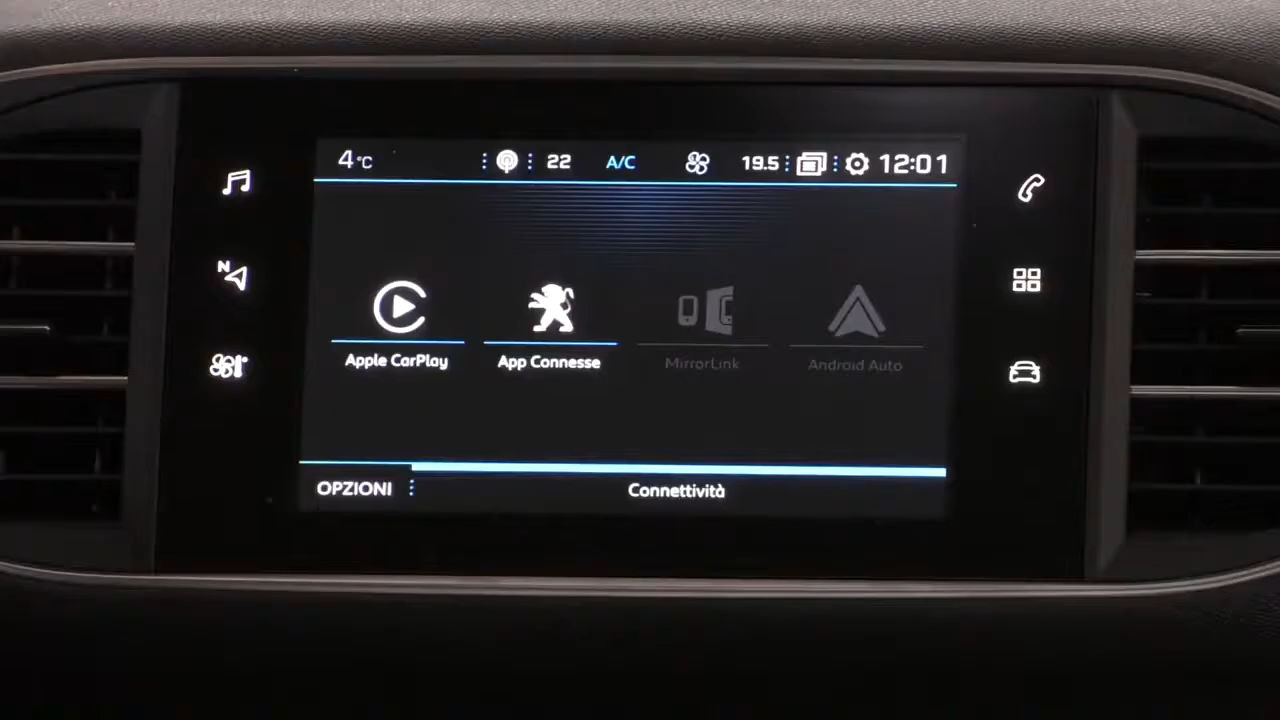 4°C 22 A/C 19.5 12:01
N
Apple CarPlay App Connesse MirrorLink Android Auto
OPZIONI Connettività